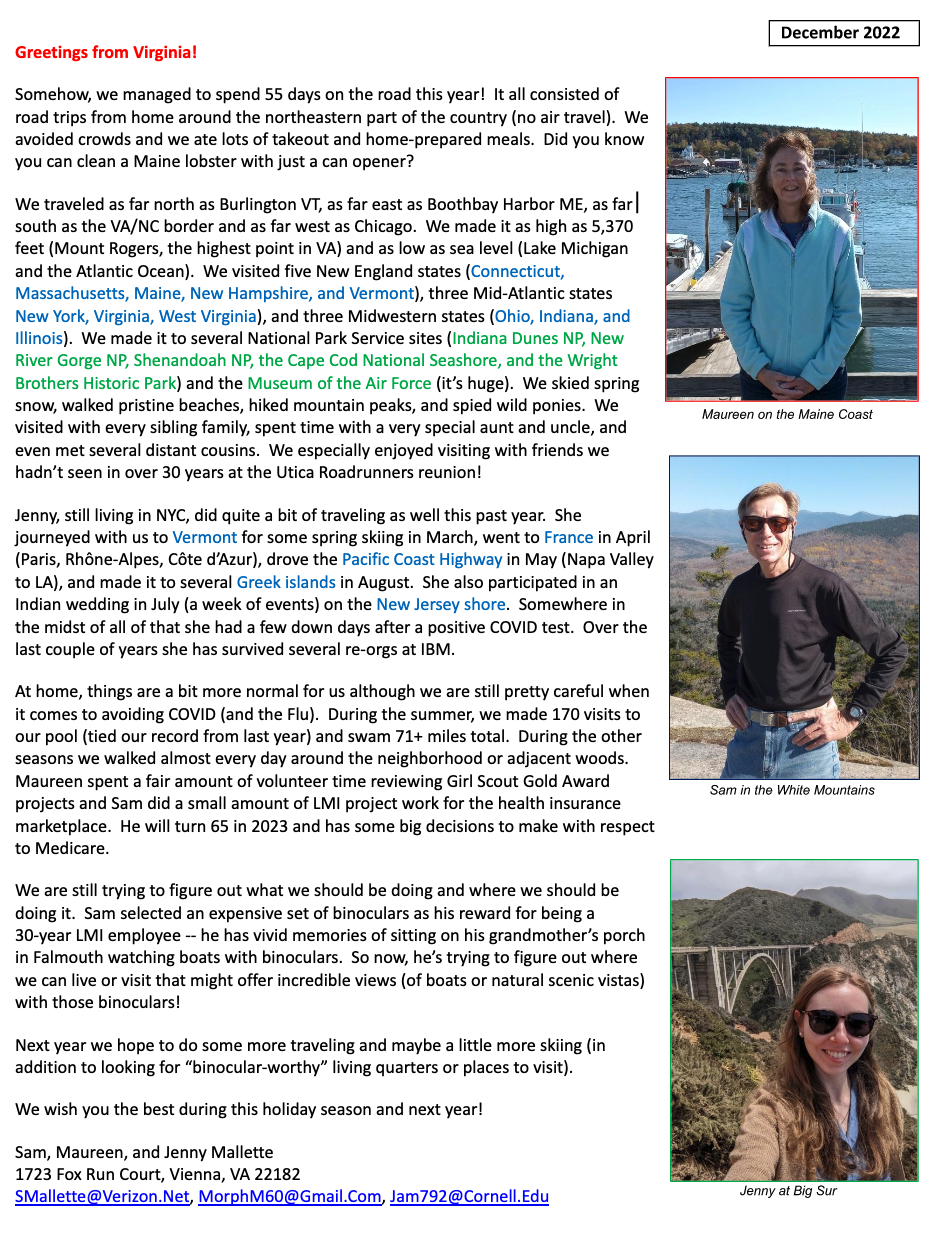 December 2022
Greetings from Virginia!
Somehow, we managed to spend 55 days on the road this year!  It all consisted of
road trips from home around the northeastern part of the country (no air travel).  We
avoided crowds and we ate lots of takeout and home-prepared meals.  Did you know
you can clean a Maine lobster with just a can opener?
We traveled as far north as Burlington VT, as far east as Boothbay Harbor ME, as far
south as the VA/NC border and as far west as Chicago.  We made it as high as 5,370
feet (Mount Rogers, the highest point in VA) and as low as sea level (Lake Michigan
and the Atlantic Ocean).  We visited five New England states (Connecticut,
Massachusetts, Maine, New Hampshire, and Vermont), three Mid-Atlantic states
New York, Virginia, West Virginia), and three Midwestern states (Ohio, Indiana, and
Illinois).  We made it to several National Park Service sites (Indiana Dunes NP, New
River Gorge NP, Shenandoah NP, the Cape Cod National Seashore, and the Wright
Brothers Historic Park) and the Museum of the Air Force (it's huge).  We skied spring
snow, walked pristine beaches, hiked mountain peaks, and spied wild ponies.  We
visited with every sibling family, spent time with a very special aunt and uncle, and
even met several distant cousins.  We especially enjoyed visiting with friends we
hadn't seen in over 30 years at the Utica Roadrunners reunion!
Jenny, still living in NYC, did quite a bit of traveling as well this past year.  She
journeyed with us to Vermont for some spring skiing in March, went to France in April
(Paris, Rhône-Alpes, Côte d'Azur), drove the Pacific Coast Highway in May (Napa Valley
to LA), and made it to several Greek islands in August.  She also participated in an
Indian wedding in July (a week of events) on the New Jersey shore.  Somewhere in
the midst of all of that she had a few down days after a positive COVID test.  Over the
last couple of years she has survived several re-orgs at IBM.
At home, things are a bit more normal for us although we are still pretty careful when
it comes to avoiding COVID (and the Flu).  During the summer, we made 170 visits to
our pool (tied our record from last year) and swam 71+ miles total.  During the other
seasons we walked almost every day around the neighborhood or adjacent woods.
Maureen spent a fair amount of volunteer time reviewing Girl Scout Gold Award
projects and Sam did a small amount of LMI project work for the health insurance
marketplace.  He will turn 65 in 2023 and has some big decisions to make with respect
to Medicare.
We are still trying to figure out what we should be doing and where we should be
doing it.  Sam selected an expensive set of binoculars as his reward for being a
30-year LMI employee -- he has vivid memories of sitting on his grandmother's porch
in Falmouth watching boats with binoculars.  So now, he's trying to figure out where
we can live or visit that might offer incredible views (of boats or natural scenic vistas)
with those binoculars!
Next year we hope to do some more traveling and maybe a little more skiing (in
addition to looking for "binocular-worthy" living quarters or places to visit).
We wish you the best during this holiday season and next year!
Sam, Maureen, and Jenny Mallette
1723 Fox Run Court, Vienna, VA 22182
SMallette@Verizon.Net, MorphM60@Gmail.Com, Jam792@Cornell.Edu
Maureen on the Maine Coast
Sam in the White Mountains
Jenny at Big Sur